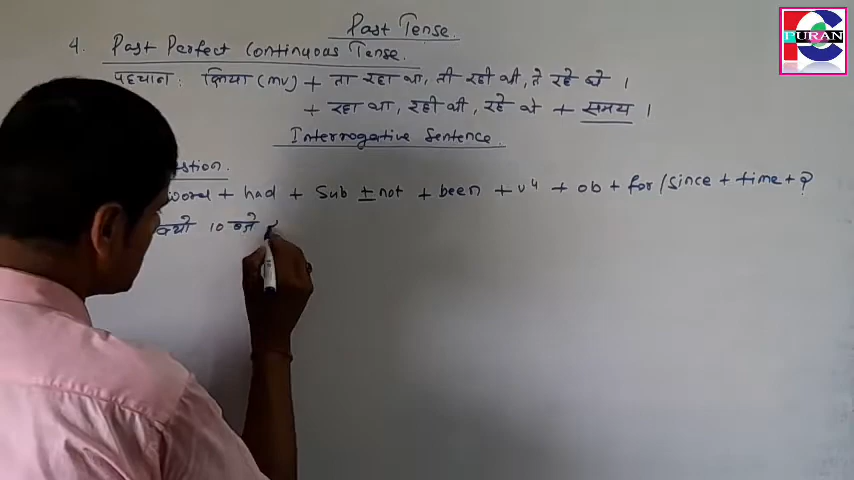 Past Tense.
4. Past Perfect Continuous Tense.
पहचान : क्रिया (mv) + ता रहा था, ती रही थी, ते रहे थे ।
+ रहा था, रही थी, रहे थे + समय ।
Interrogative Sentence.
word + had + Sub ± not + been + v4 + ob + for / since + time + ?
क्यों 10 बजे
PURAN